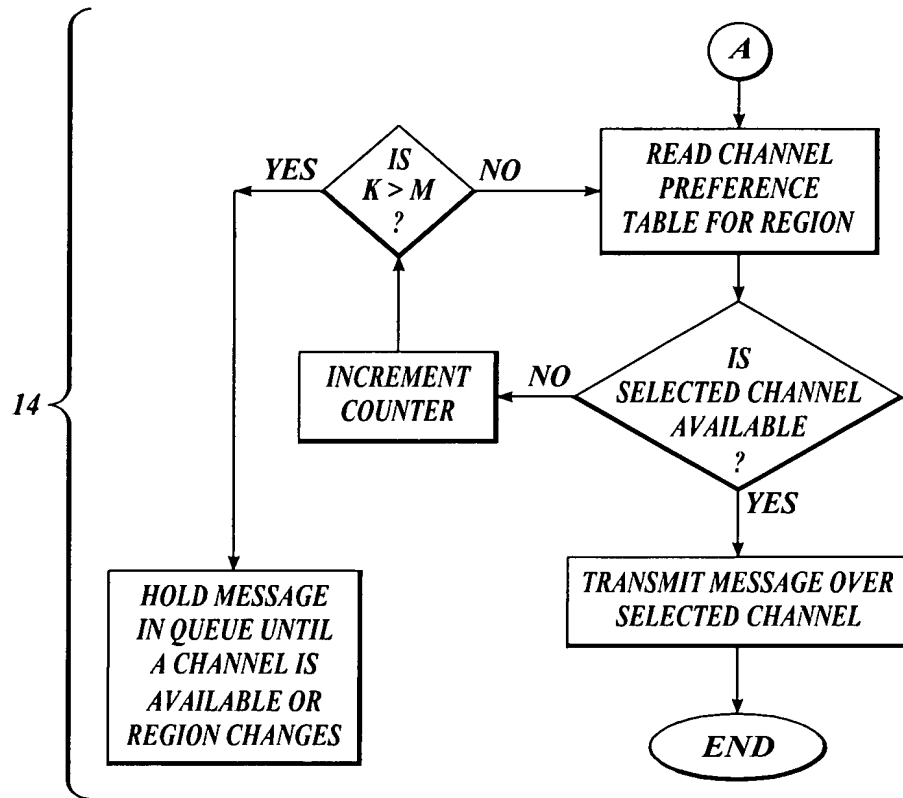 A
READ CHANNEL
PREFERENCE
TABLE FOR REGION
IS
K > M
?
YES
NO
IS
SELECTED CHANNEL
AVAILABLE
?
NO
YES
INCREMENT
COUNTER
14
HOLD MESSAGE
IN QUEUE UNTIL
A CHANNEL IS
AVAILABLE OR
REGION CHANGES
TRANSMIT MESSAGE OVER
SELECTED CHANNEL
END